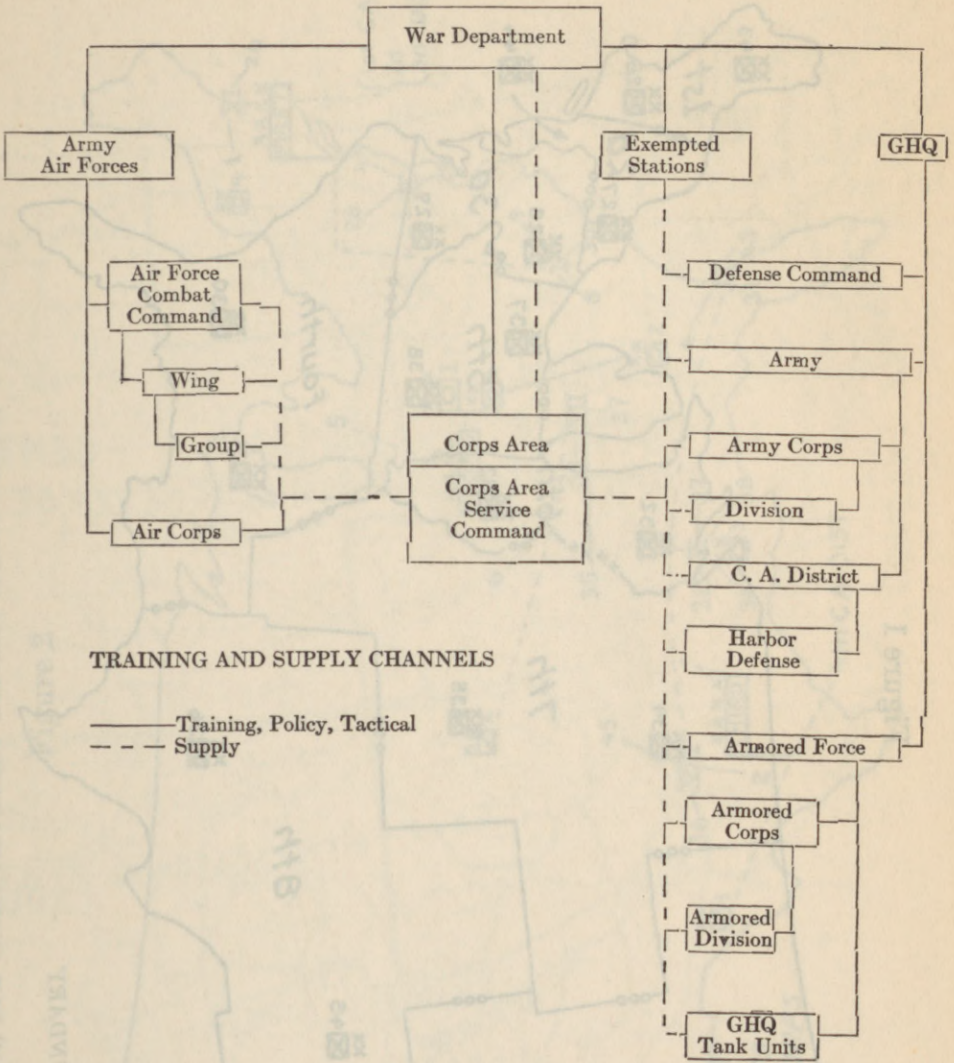 War Department
Army
Air Forces
Exempted
Stations
GHQ
Air Force
Combat
Command
Defense Command
Army
Wing
Group
Corps Area
Army Corps
Corps Area
Service
Command
Division
Air Corps
C. A. District
Harbor
Defense
TRAINING AND SUPPLY CHANNELS
Training, Policy, Tactical
Supply
Armored Force
Armored
Corps
Armored
Division
GHQ
Tank Units